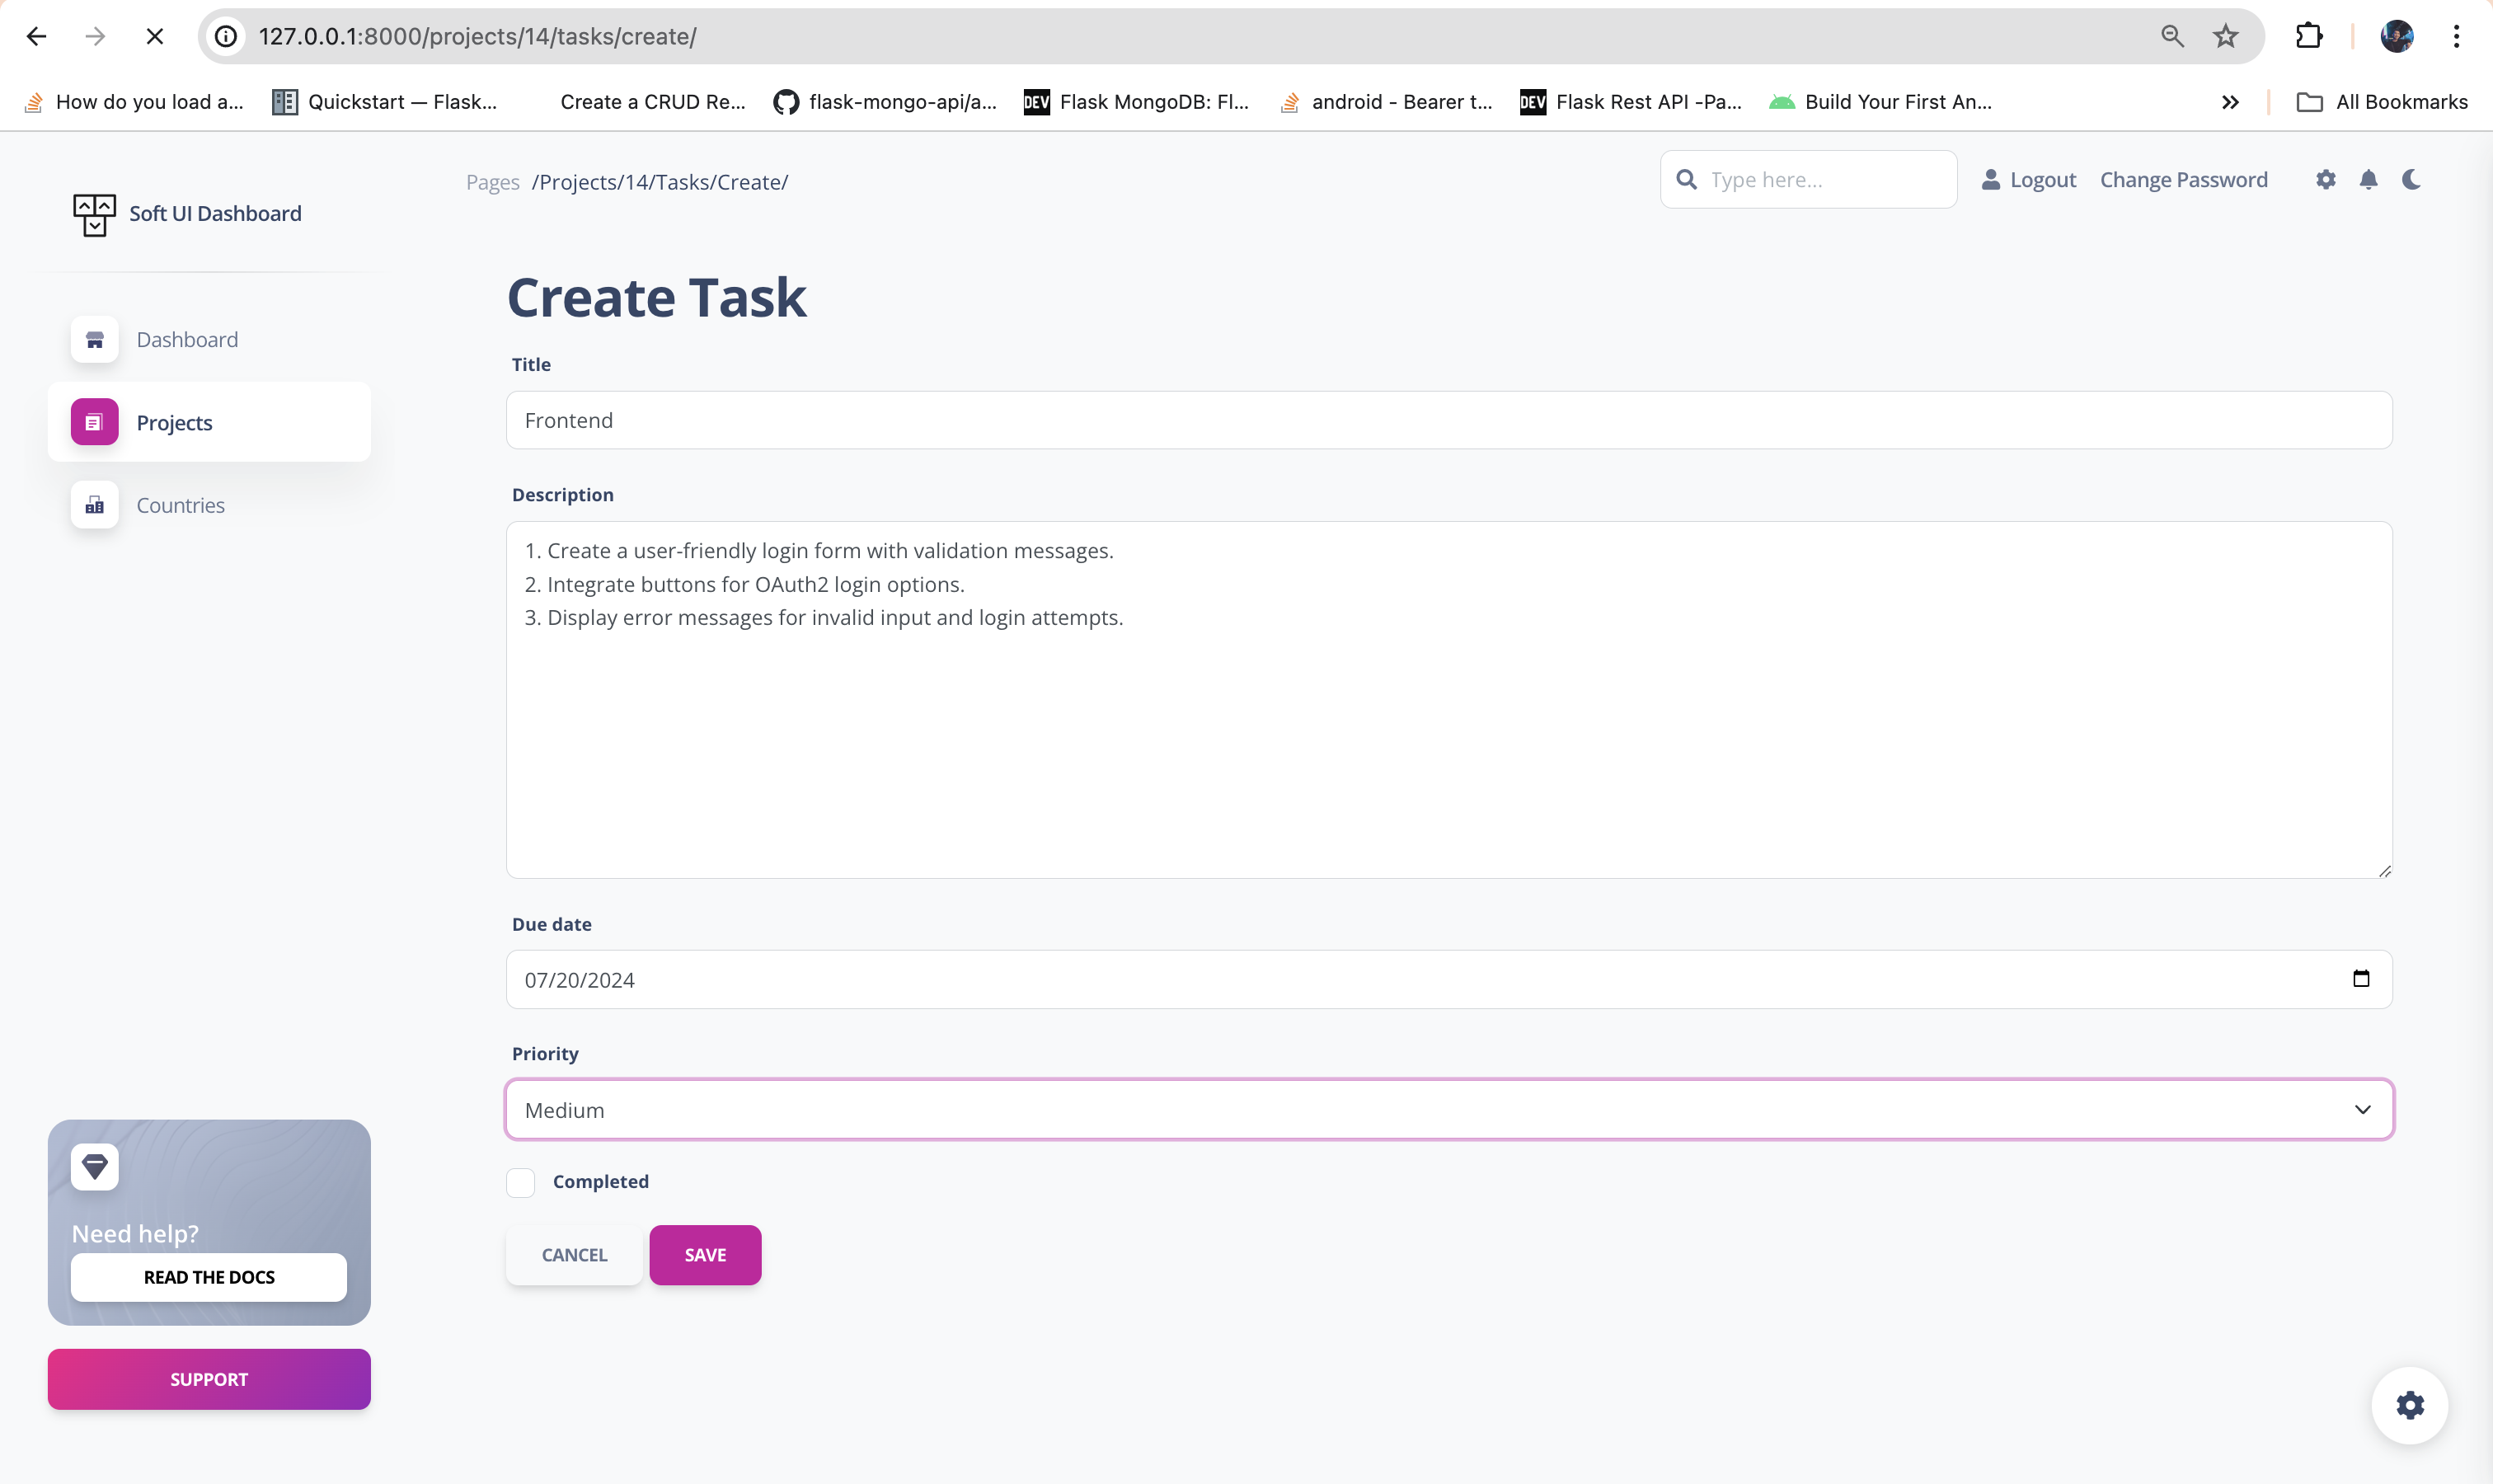 127.0.0.1:8000/projects/14/tasks/create/
How do you load a...
Quickstart — Flask...
Create a CRUD Re...
flask-mongo-api/a...
DEV Flask MongoDB: Fl...
android - Bearer t...
DEV Flask Rest API -Pa...
Build Your First An...
All Bookmarks
Soft UI Dashboard
Dashboard
Projects
Countries
Need help?
READ THE DOCS
SUPPORT
Pages /Projects/14/Tasks/Create/
Type here...
Logout
Change Password
Create Task
Title
Frontend
Description
1. Create a user-friendly login form with validation messages.
2. Integrate buttons for OAuth2 login options.
3. Display error messages for invalid input and login attempts.
Due date
07/20/2024
Priority
Medium
Completed
CANCEL
SAVE